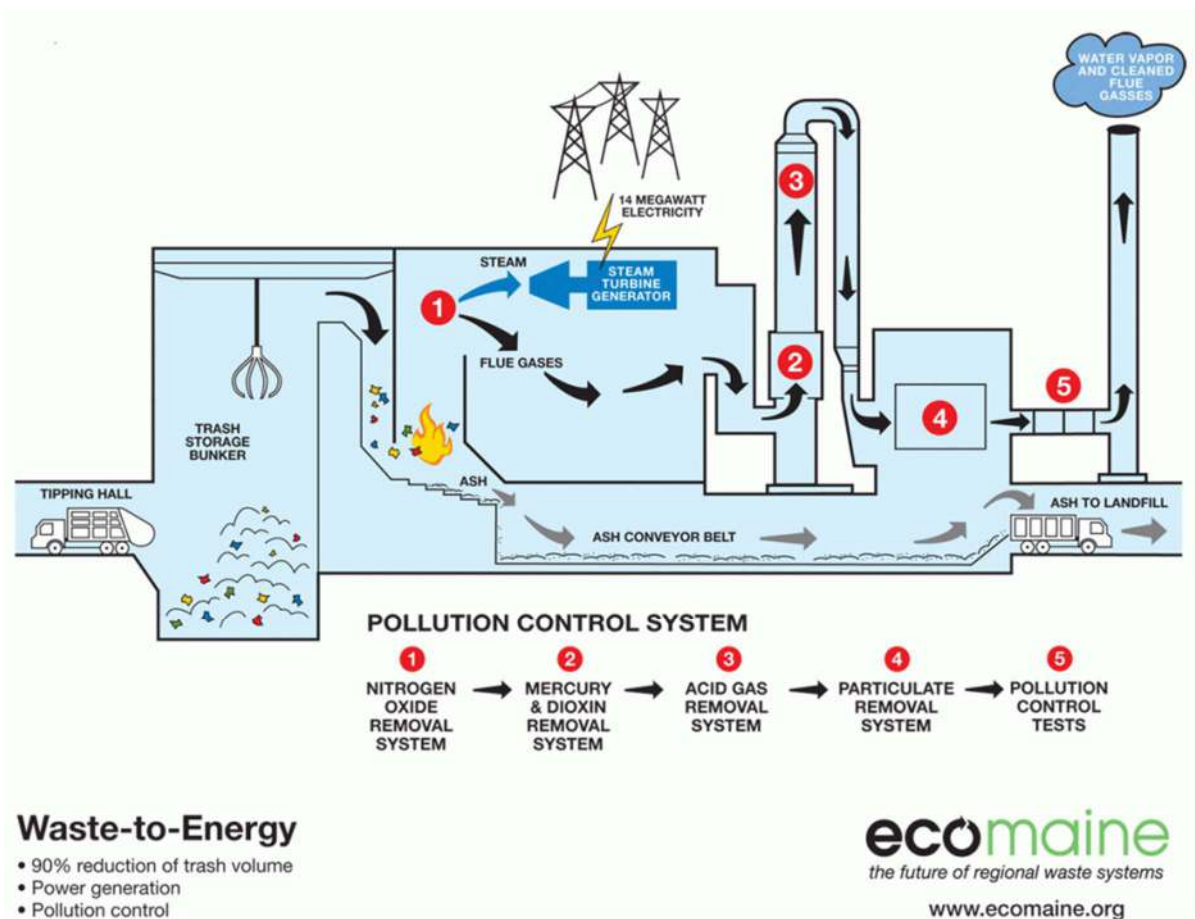 WATER VAPOR
AND CLEANED
FLUE
GASSES
14 MEGAWATT
ELECTRICITY
3
STEAM
STEAM
TURBINE
GENERATOR
1
FLUE GASES
2
5
4
TRASH
STORAGE
BUNKER
TIPPING HALL
ASH
ASH CONVEYOR BELT
ASH TO LANDFILL
POLLUTION CONTROL SYSTEM
1
NITROGEN
OXIDE
REMOVAL
SYSTEM
2
MERCURY
& DIOXIN
REMOVAL
SYSTEM
3
ACID GAS
REMOVAL
SYSTEM
4
PARTICULATE
REMOVAL
SYSTEM
5
POLLUTION
CONTROL
TESTS
Waste-to-Energy
• 90% reduction of trash volume
• Power generation
• Pollution control
ecomaine
the future of regional waste systems
www.ecomaine.org